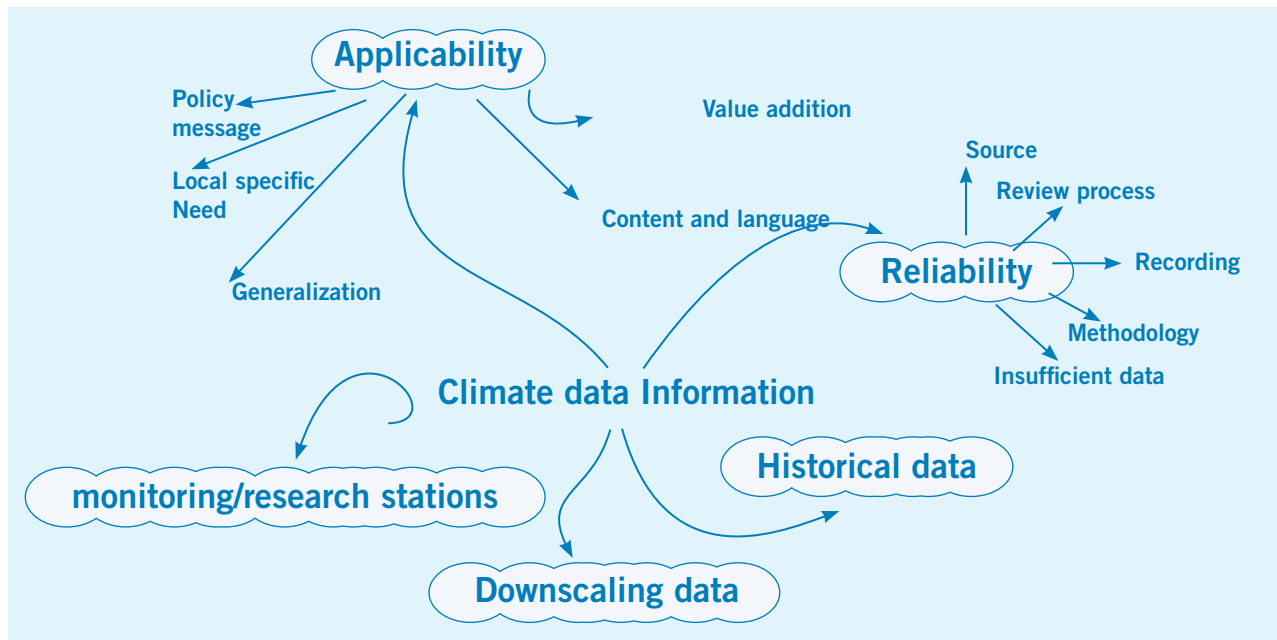 Applicability
Policy
message
Value addition
Local specific
Need
Content and language
Generalization
Source
Review process
Reliability
Recording
Methodology
Insufficient data
Climate data Information
Historical data
monitoring/research stations
Downscaling data